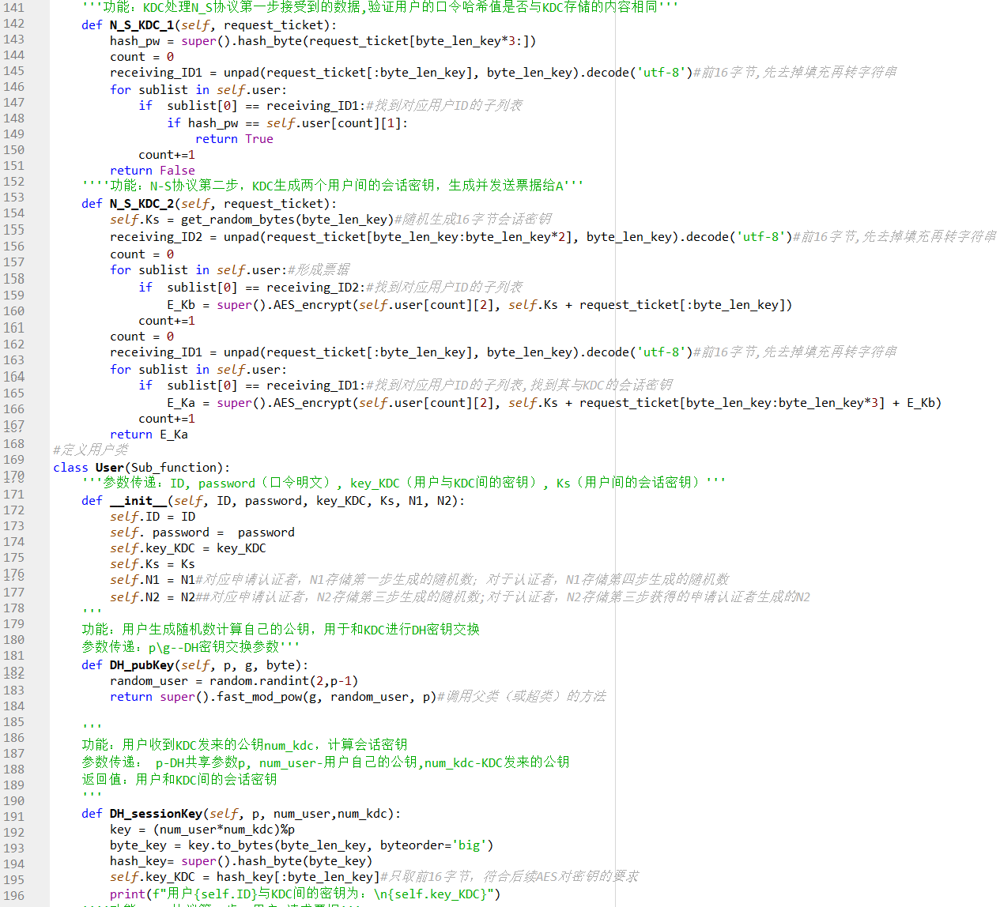 141 '''功能：KDC处理N_S协议第一步接受到的数据,验证用户的口令哈希值是否与KDC存储的内容相同'''
142 def N_S_KDC_1(self, request_ticket):
143 hash_pw = super().hash_byte(request_ticket[byte_len_key*3:])
144 count = 0
145 receiving_ID1 = unpad(request_ticket[:byte_len_key], byte_len_key).decode('utf-8')#前16字节,先去掉填充再转字符串
146 for sublist in self.user:
147 if  sublist[0] == receiving_ID1:#找到对应用户ID的子列表
148 if hash_pw == self.user[count][1]:
149 return True
150 count+=1
151 return False
152 ''''功能：N-S协议第二步，KDC生成两个用户间的会话密钥，生成并发送票据给A'''
153 def N_S_KDC_2(self, request_ticket):
154 self.Ks = get_random_bytes(byte_len_key)#随机生成16字节会话密钥
155 receiving_ID2 = unpad(request_ticket[byte_len_key:byte_len_key*2], byte_len_key).decode('utf-8')#前16字节,先去掉填充再转字符串
156 count = 0
157 for sublist in self.user:#形成票据
158 if  sublist[0] == receiving_ID2:#找到对应用户ID的子列表
159 E_Kb = super().AES_encrypt(self.user[count][2], self.Ks + request_ticket[:byte_len_key])
160 count+=1
161 count = 0
162 receiving_ID1 = unpad(request_ticket[:byte_len_key], byte_len_key).decode('utf-8')#前16字节,先去掉填充再转字符串
163 for sublist in self.user:
164 if  sublist[0] == receiving_ID1:#找到对应用户ID的子列表,找到其与KDC的会话密钥
165 E_Ka = super().AES_encrypt(self.user[count][2], self.Ks + request_ticket[byte_len_key:byte_len_key*3] + E_Kb)
166 count+=1
167 return E_Ka
168 #定义用户类
169 class User(Sub_function):
170 '''参数传递：ID, password（口令明文）, key_KDC（用户与KDC间的密钥）, Ks（用户间的会话密钥）'''
171 def __init__(self, ID, password, key_KDC, Ks, N1, N2):
172 self.ID = ID
173 self. password =  password
174 self.key_KDC = key_KDC
175 self.Ks = Ks
176 self.N1 = N1#对应申请认证者，N1存储第一步生成的随机数; 对于认证者，N1存储第四步生成的随机数
177 self.N2 = N2##对应申请认证者，N2存储第三步生成的随机数;对于认证者，N2存储第三步获得的申请认证者生成的N2
178 '''
179 功能：用户生成随机数计算自己的公钥，用于和KDC进行DH密钥交换
180 参数传递：p\g--DH密钥交换参数'''
181 def DH_pubKey(self, p, g, byte):
182 random_user = random.randint(2,p-1)
183 return super().fast_mod_pow(g, random_user, p)#调用父类（或超类）的方法
184
185 '''
186 功能：用户收到KDC发来的公钥num_kdc，计算会话密钥
187 参数传递： p-DH共享参数p, num_user-用户自己的公钥,num_kdc-KDC发来的公钥
188 返回值：用户和KDC间的会话密钥
189 '''
190 def DH_sessionKey(self, p, num_user,num_kdc):
191 key = (num_user*num_kdc)%p
192 byte_key = key.to_bytes(byte_len_key, byteorder='big')
193 hash_key= super().hash_byte(byte_key)
194 self.key_KDC = hash_key[:byte_len_key]#只取前16字节，符合后续AES对密钥的要求
195 print(f"用户{self.ID}与KDC间的密钥为：\n{self.key_KDC}")
196